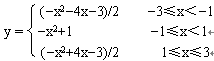 (-x²-4x-3)/2 -3≤x<-1
y= -x²+1 -1≤x<1
(-x²+4x-3)/2 1≤x≤3